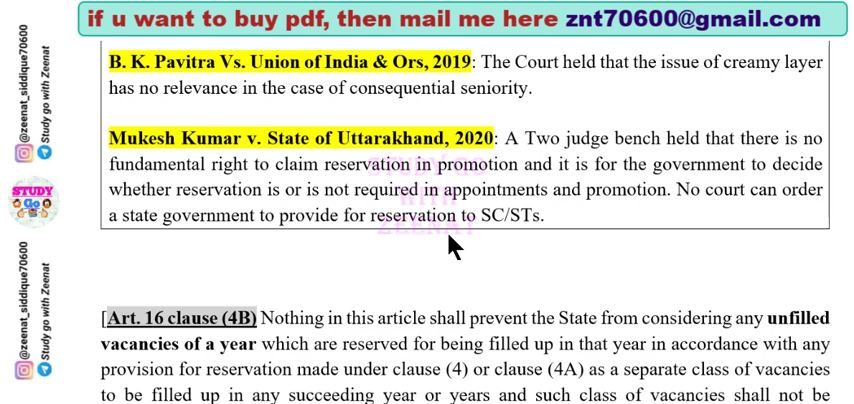 if u want to buy pdf, then mail me here znt70600@gmail.com
B. K. Pavitra Vs. Union of India & Ors, 2019: The Court held that the issue of creamy layer
has no relevance in the case of consequential seniority.
Mukesh Kumar v. State of Uttarakhand, 2020: A Two judge bench held that there is no
fundamental right to claim reservation in promotion and it is for the government to decide
whether reservation is or is not required in appointments and promotion. No court can order
a state government to provide for reservation to SC/STs.
STUDY GO
WITH
ZEENAT
[Art. 16 clause (4B) Nothing in this article shall prevent the State from considering any unfilled
vacancies of a year which are reserved for being filled up in that year in accordance with any
provision for reservation made under clause (4) or clause (4A) as a separate class of vacancies
to be filled up in any succeeding year or years and such class of vacancies shall not be
@zeenat_siddique70600
Study go with Zeenat
STUDY
Go
@zeenat_siddique70600
Study go with Zeenat